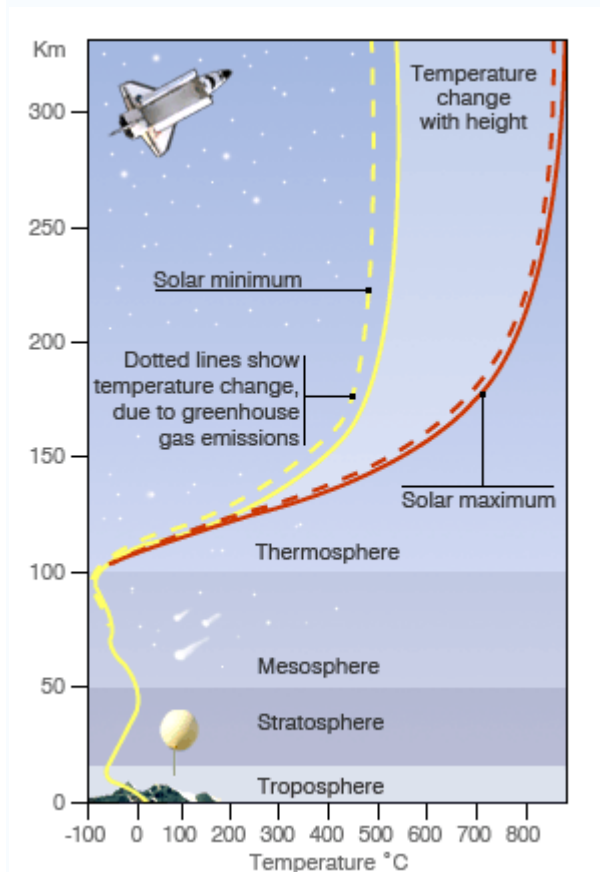 Km
Temperature
change
with height
300
250
Solar minimum
200
Dotted lines show
temperature change,
due to greenhouse
gas emissions
150
Solar maximum
Thermosphere
100
Mesosphere
50
Stratosphere
Troposphere
0
-100 0 100 200 300 400 500 600 700 800
Temperature °C